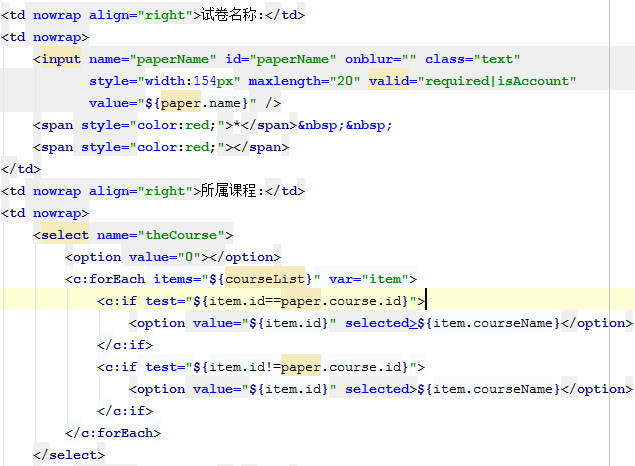 <td nowrap align="right">试卷名称:</td>
<td nowrap>
<input name="paperName" id="paperName" onblur="" class="text"
style="width:154px" maxlength="20" valid="required|isAccount"
value="${paper.name}" />
<span style="color:red;">*</span>&nbsp;&nbsp;
<span style="color:red;"></span>
</td>
<td nowrap align="right">所属课程:</td>
<td nowrap>
<select name="theCourse">
<option value="0"></option>
<c:forEach items="${courseList}" var="item">
<c:if test="${item.id==paper.course.id}">
<option value="${item.id}" selected>${item.courseName}</option>
</c:if>
<c:if test="${item.id!=paper.course.id}">
<option value="${item.id}" selected>${item.courseName}</option>
</c:if>
</c:forEach>
</select>